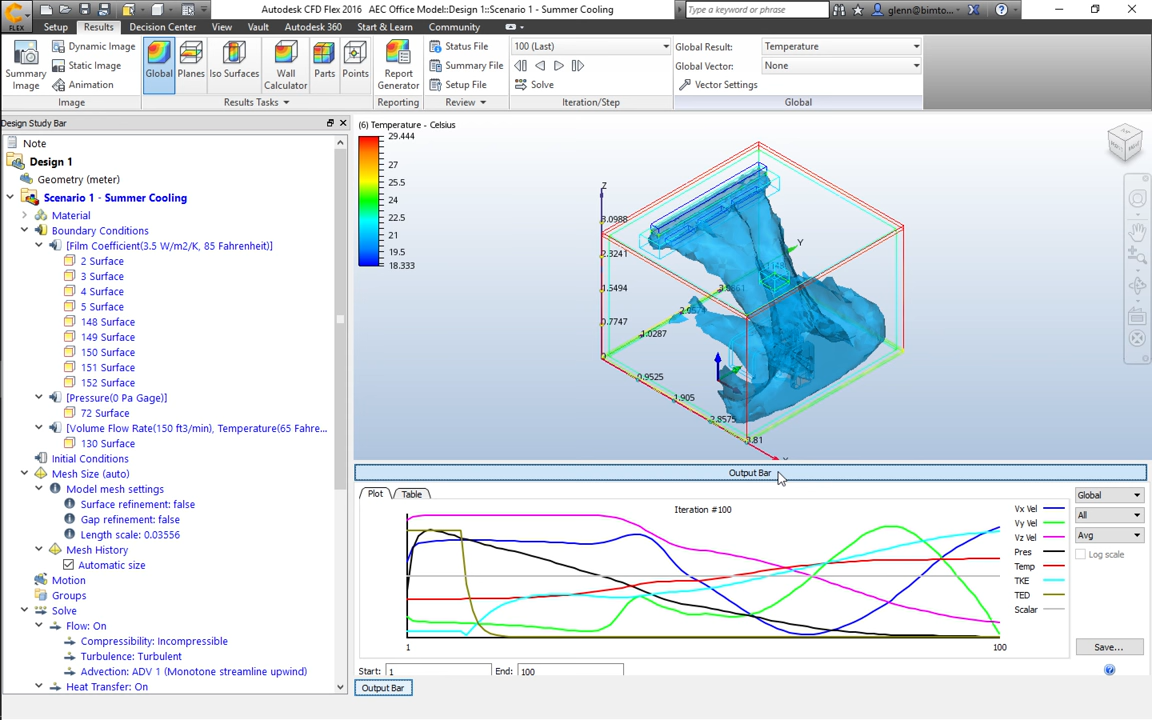 Autodesk CFD Flex 2016 AEC Office Model::Design 1::Scenario 1 - Summer Cooling
Type a keyword or phrase
glenn@bimto...
FLEX
Setup Results Decision Center View Vault Autodesk 360 Start & Learn Community
Summary Image
Dynamic Image
Static Image
Animation
Image
Global
Planes
Iso Surfaces
Wall Calculator
Parts
Points
Results Tasks
Report Generator
Reporting
Status File
Summary File
Setup File
Review
100 (Last)
Solve
Iteration/Step
Global Result: Temperature
Global Vector: None
Vector Settings
Global
Design Study Bar
Note
Design 1
Geometry (meter)
Scenario 1 - Summer Cooling
Material
Boundary Conditions
[Film Coefficient(3.5 W/m2/K, 85 Fahrenheit)]
2 Surface
3 Surface
4 Surface
5 Surface
148 Surface
149 Surface
150 Surface
151 Surface
152 Surface
[Pressure(0 Pa Gage)]
72 Surface
[Volume Flow Rate(150 ft3/min), Temperature(65 Fahre...
130 Surface
Initial Conditions
Mesh Size (auto)
Model mesh settings
Surface refinement: false
Gap refinement: false
Length scale: 0.03556
Mesh History
Automatic size
Motion
Groups
Solve
Flow: On
Compressibility: Incompressible
Turbulence: Turbulent
Advection: ADV 1 (Monotone streamline upwind)
Heat Transfer: On
(6) Temperature - Celsius
29.444
27
25.5
24
22.5
21
19.5
18.333
Z
3.0988
2.3241
1.5494
0.7747
0
Y
1.0287
0.9525
1.905
2.8575
3.81
X
Output Bar
Plot Table
Iteration #100
Vx Vel
Vy Vel
Vz Vel
Pres
Temp
TKE
TED
Scalar
1
100
Global
All
Avg
Log scale
Save...
Start: 1 End: 100
Output Bar